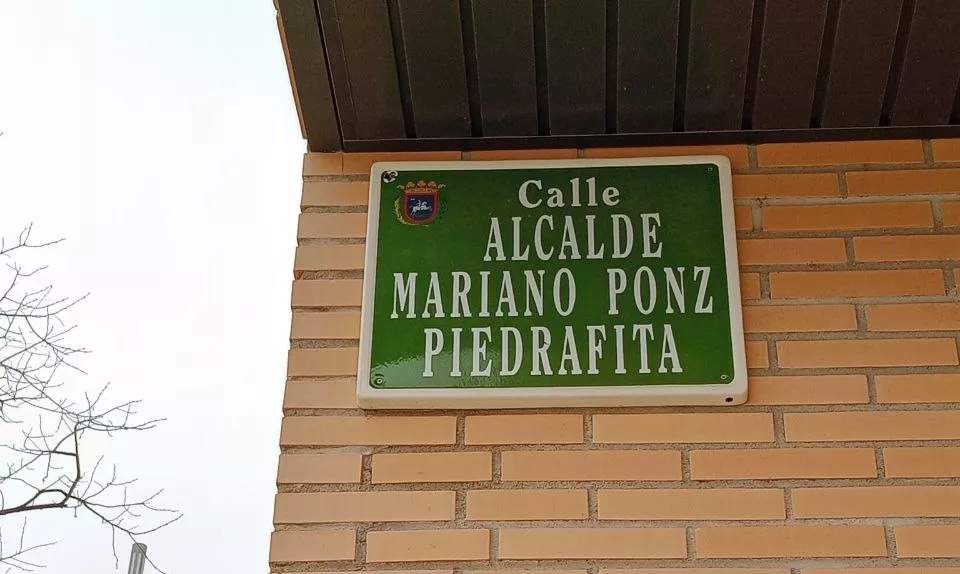 Calle
ALCALDE
MARIANO PONZ
PIEDRAFITA